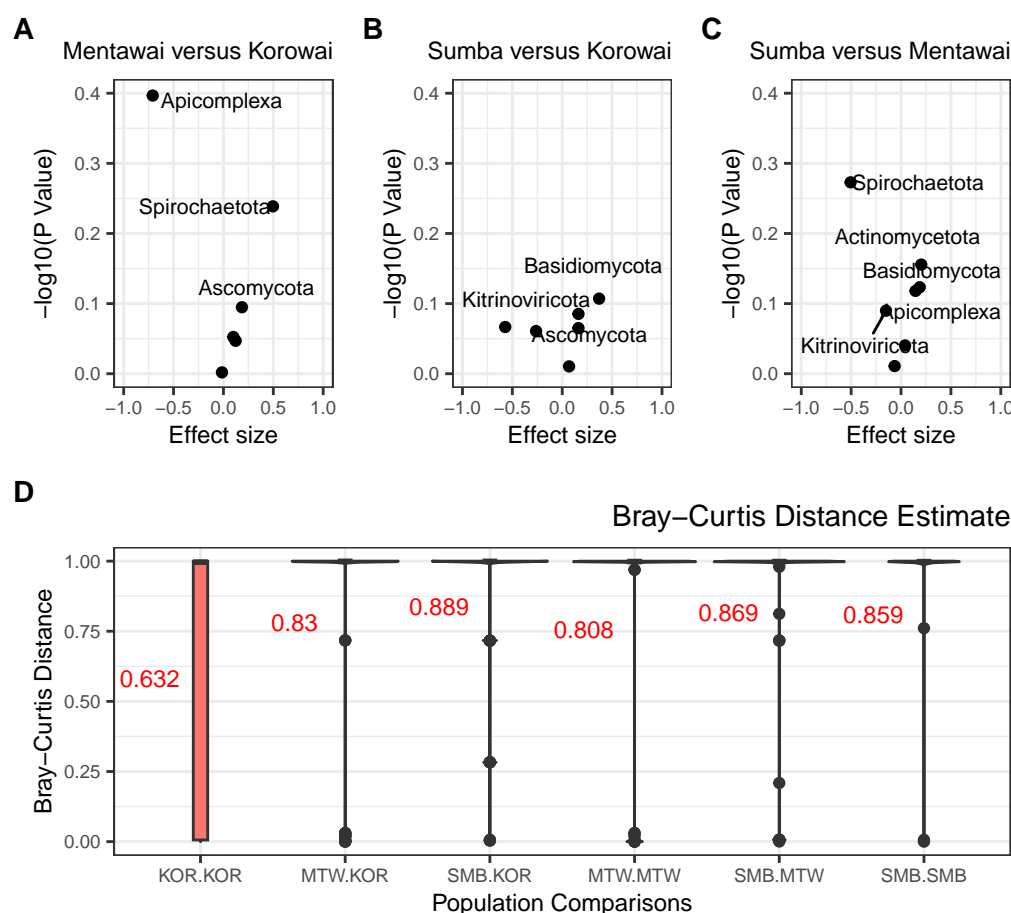 A
Mentawai versus Korowai
−log10(P Value)
0.4
0.3
0.2
0.1
0.0
Apicomplexa
Spirochaetota
Ascomycota
−1.0 −0.5 0.0 0.5 1.0
Effect size
B
Sumba versus Korowai
−log10(P Value)
0.4
0.3
0.2
0.1
0.0
Basidiomycota
Kitrinoviricota
Ascomycota
−1.0 −0.5 0.0 0.5 1.0
Effect size
C
Sumba versus Mentawai
−log10(P Value)
0.4
0.3
0.2
0.1
0.0
Spirochaetota
Actinomycetota
Basidiomycota
Apicomplexa
Kitrinoviricota
−1.0 −0.5 0.0 0.5 1.0
Effect size
D
Bray−Curtis Distance Estimate
Bray−Curtis Distance
1.00
0.75
0.50
0.25
0.00
0.632
0.83
0.889
0.808
0.869
0.859
KOR.KOR MTW.KOR SMB.KOR MTW.MTW SMB.MTW SMB.SMB
Population Comparisons